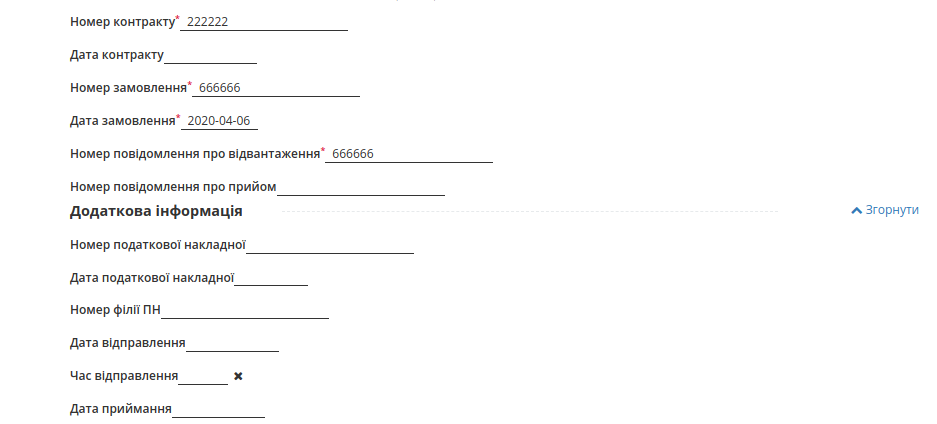 Номер контракту* 222222
Дата контракту
Номер замовлення* 666666
Дата замовлення* 2020-04-06
Номер повідомлення про відвантаження* 666666
Номер повідомлення про прийом
Додаткова інформація Згорнути
Номер податкової накладної
Дата податкової накладної
Номер філії ПН
Дата відправлення
Час відправлення ✖
Дата приймання